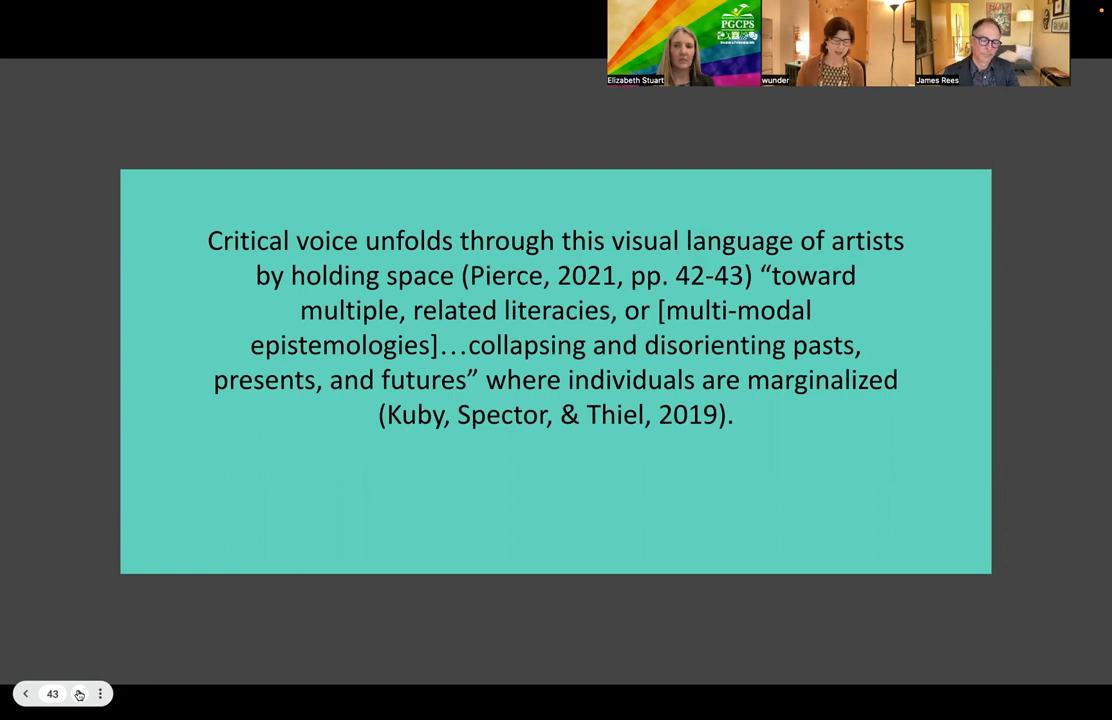 PGCPS
Elizabeth Stuart
wunder
James Rees
Critical voice unfolds through this visual language of artists
by holding space (Pierce, 2021, pp. 42-43) “toward
multiple, related literacies, or [multi-modal
epistemologies]…collapsing and disorienting pasts,
presents, and futures” where individuals are marginalized
(Kuby, Spector, & Thiel, 2019).
43